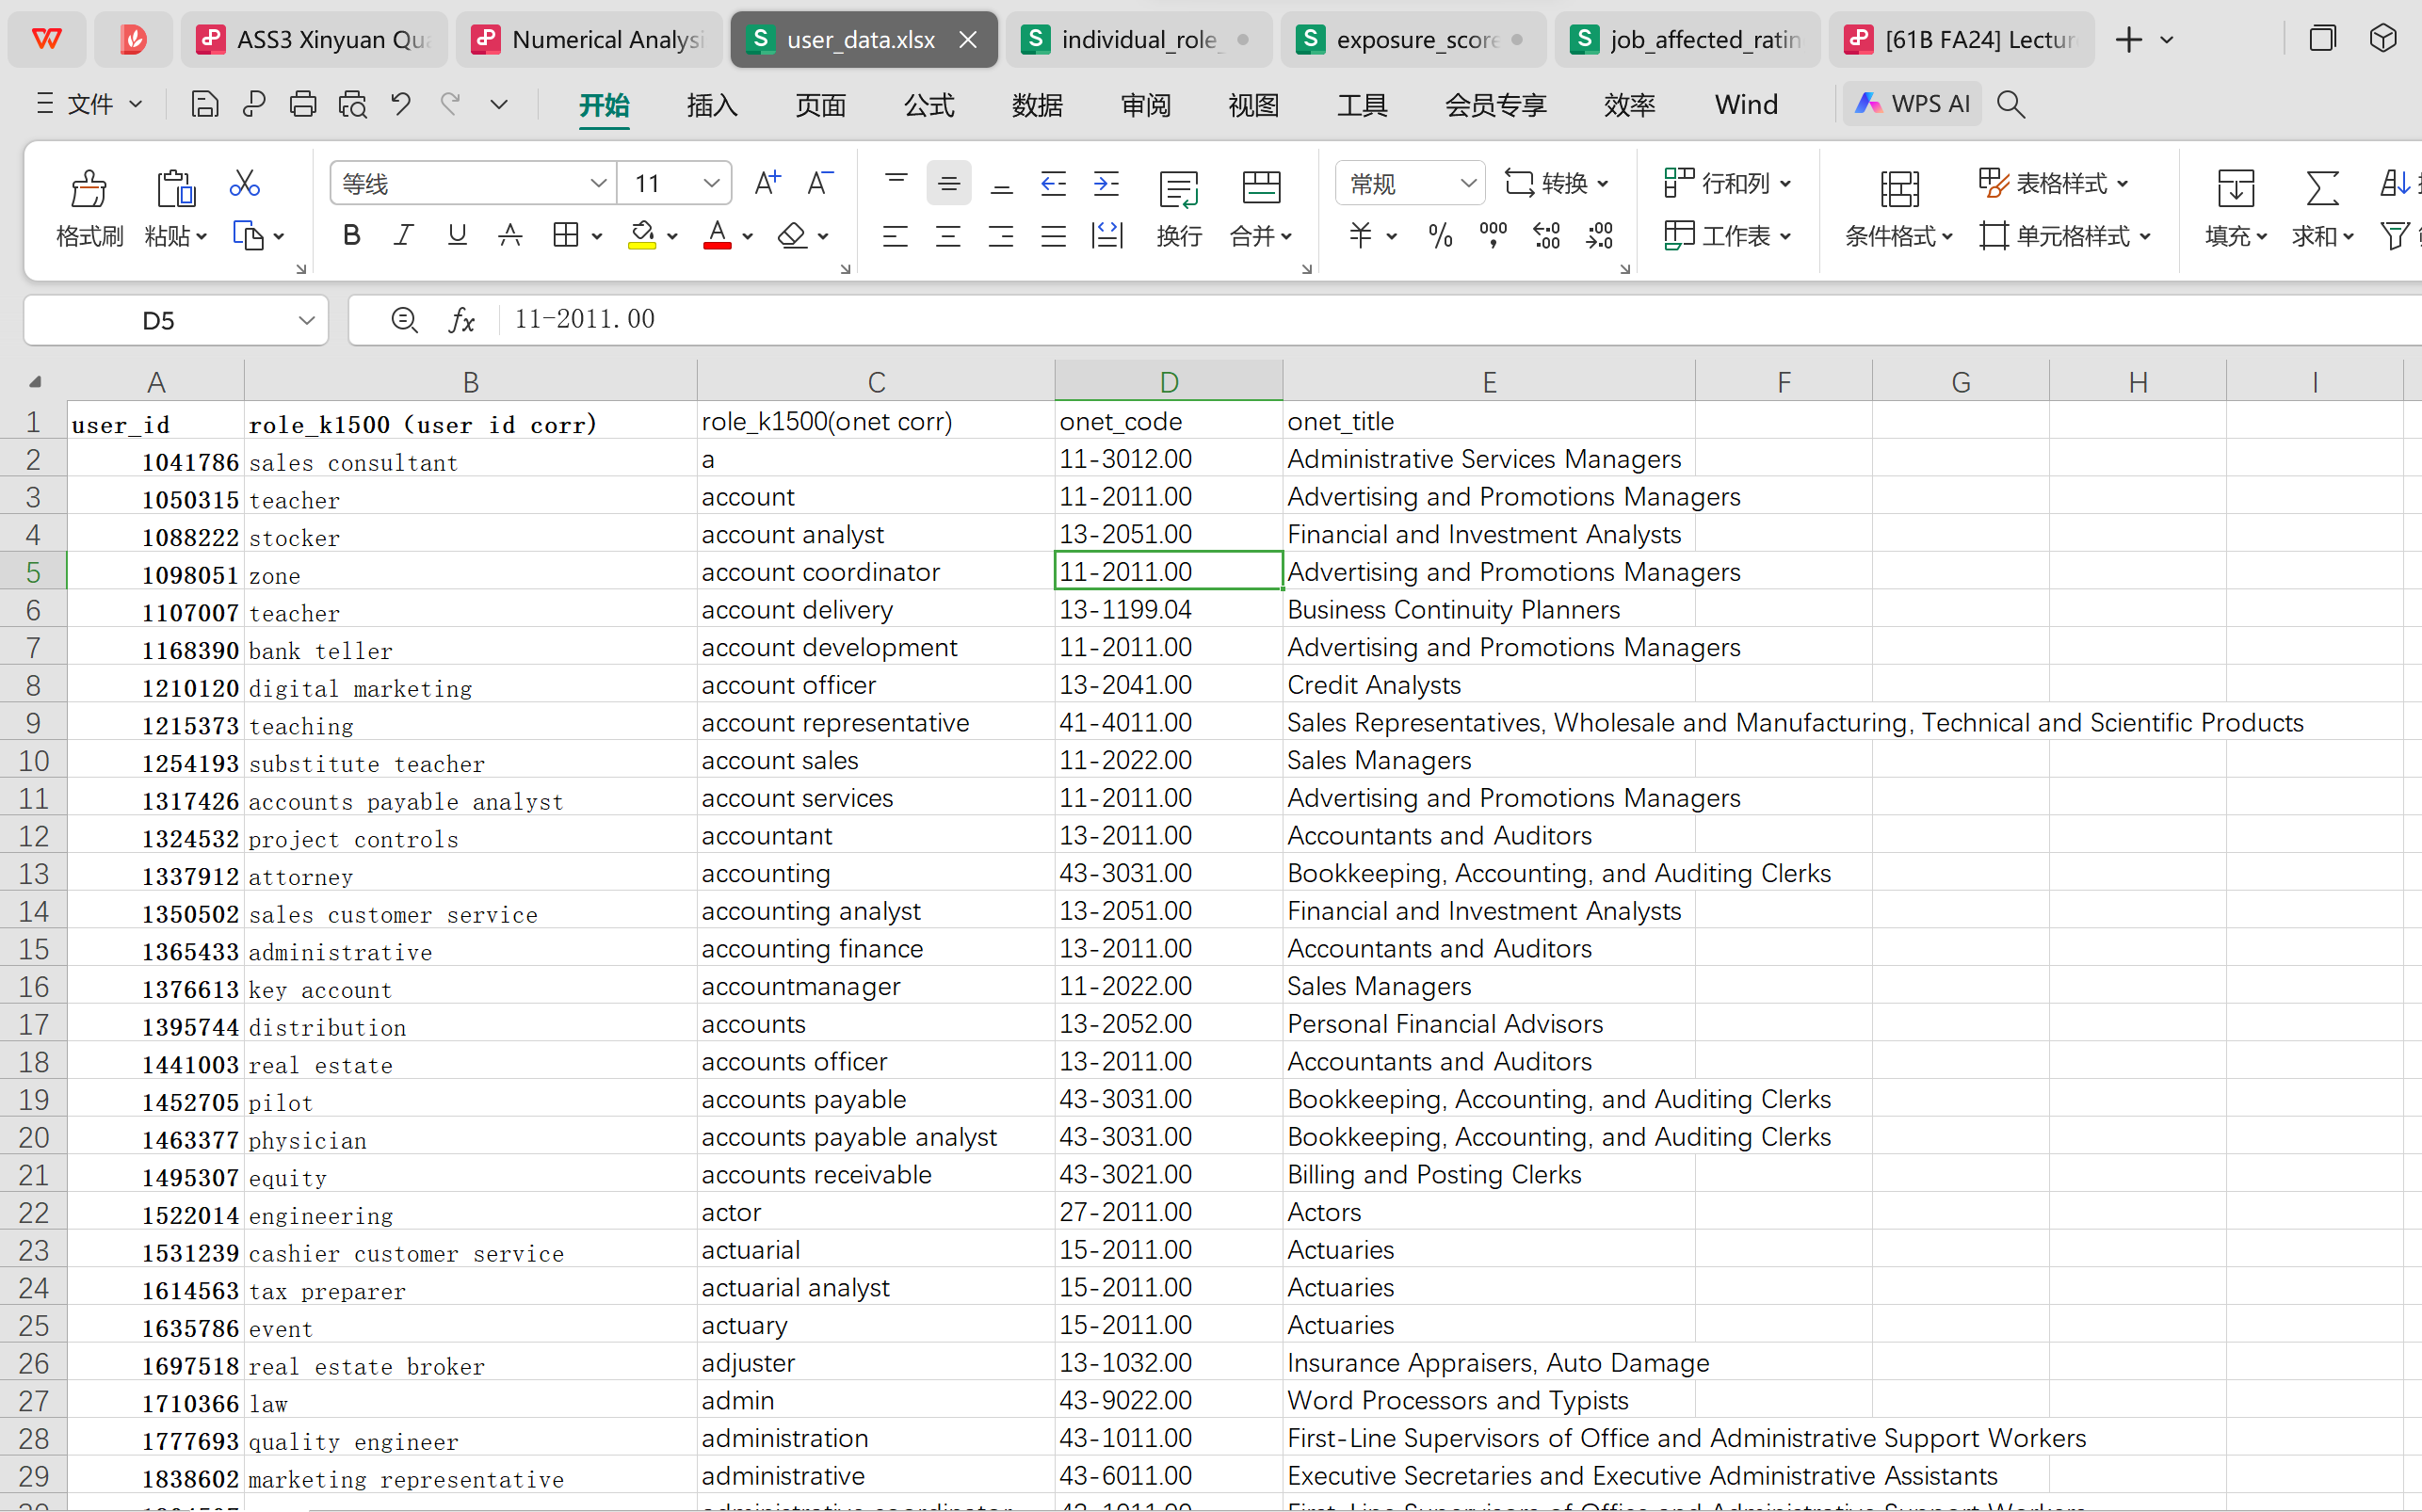 ASS3 Xinyuan Qu
Numerical Analysi
user_data.xlsx
individual_role_
exposure_score
job_affected_ratin
[61B FA24] Lectur
文件
开始 插入 页面 公式 数据 审阅 视图 工具 会员专享 效率 Wind WPS AI
等线 11 常规 转换 行和列 表格样式
格式刷 粘贴 换行 合并 工作表 条件格式 单元格样式 填充 求和
D5 fx 11-2011.00
A B C D E F G H I
1 user_id role_k1500（user id corr) role_k1500(onet corr) onet_code onet_title
2 1041786 sales consultant a 11-3012.00 Administrative Services Managers
3 1050315 teacher account 11-2011.00 Advertising and Promotions Managers
4 1088222 stocker account analyst 13-2051.00 Financial and Investment Analysts
5 1098051 zone account coordinator 11-2011.00 Advertising and Promotions Managers
6 1107007 teacher account delivery 13-1199.04 Business Continuity Planners
7 1168390 bank teller account development 11-2011.00 Advertising and Promotions Managers
8 1210120 digital marketing account officer 13-2041.00 Credit Analysts
9 1215373 teaching account representative 41-4011.00 Sales Representatives, Wholesale and Manufacturing, Technical and Scientific Products
10 1254193 substitute teacher account sales 11-2022.00 Sales Managers
11 1317426 accounts payable analyst account services 11-2011.00 Advertising and Promotions Managers
12 1324532 project controls accountant 13-2011.00 Accountants and Auditors
13 1337912 attorney accounting 43-3031.00 Bookkeeping, Accounting, and Auditing Clerks
14 1350502 sales customer service accounting analyst 13-2051.00 Financial and Investment Analysts
15 1365433 administrative accounting finance 13-2011.00 Accountants and Auditors
16 1376613 key account accountmanager 11-2022.00 Sales Managers
17 1395744 distribution accounts 13-2052.00 Personal Financial Advisors
18 1441003 real estate accounts officer 13-2011.00 Accountants and Auditors
19 1452705 pilot accounts payable 43-3031.00 Bookkeeping, Accounting, and Auditing Clerks
20 1463377 physician accounts payable analyst 43-3031.00 Bookkeeping, Accounting, and Auditing Clerks
21 1495307 equity accounts receivable 43-3021.00 Billing and Posting Clerks
22 1522014 engineering actor 27-2011.00 Actors
23 1531239 cashier customer service actuarial 15-2011.00 Actuaries
24 1614563 tax preparer actuarial analyst 15-2011.00 Actuaries
25 1635786 event actuary 15-2011.00 Actuaries
26 1697518 real estate broker adjuster 13-1032.00 Insurance Appraisers, Auto Damage
27 1710366 law admin 43-9022.00 Word Processors and Typists
28 1777693 quality engineer administration 43-1011.00 First-Line Supervisors of Office and Administrative Support Workers
29 1838602 marketing representative administrative 43-6011.00 Executive Secretaries and Executive Administrative Assistants